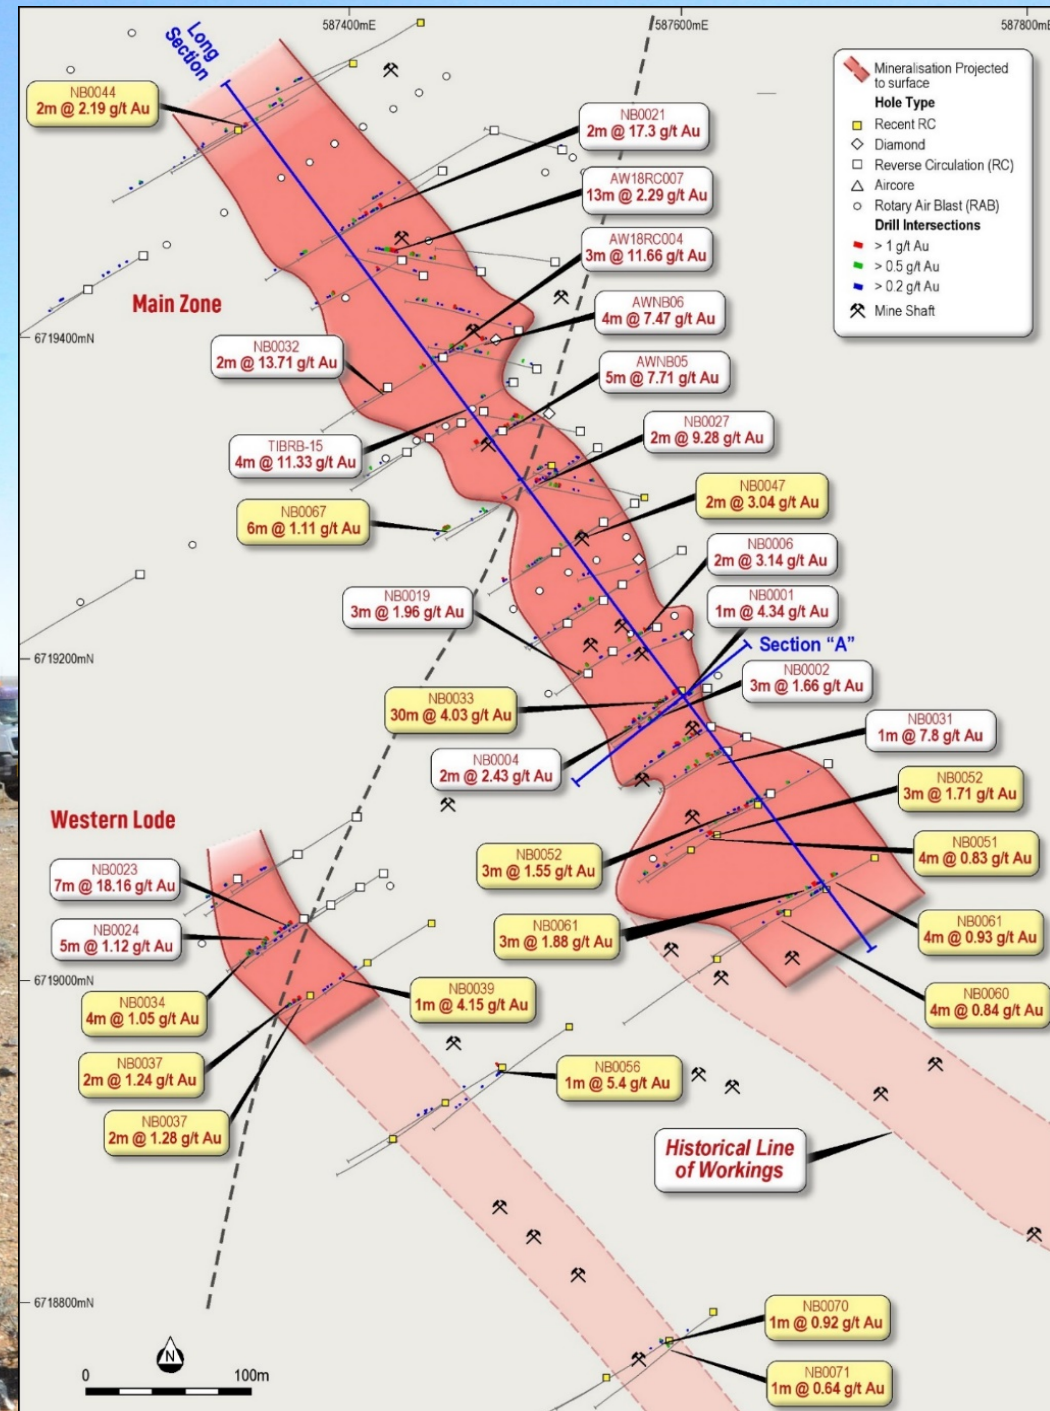 587400mE
587600mE
587800mE
Long
Section
Mineralisation Projected
to surface
Hole Type
Recent RC
Diamond
Reverse Circulation (RC)
Aircore
Rotary Air Blast (RAB)
Drill Intersections
> 1 g/t Au
> 0.5 g/t Au
> 0.2 g/t Au
Mine Shaft
NB0044
2m @ 2.19 g/t Au
NB0021
2m @ 17.3 g/t Au
AW18RC007
13m @ 2.29 g/t Au
AW18RC004
3m @ 11.66 g/t Au
Main Zone
AWNB06
4m @ 7.47 g/t Au
6719400mN
NB0032
2m @ 13.71 g/t Au
AWNB05
5m @ 7.71 g/t Au
NB0027
2m @ 9.28 g/t Au
TIBRB-15
4m @ 11.33 g/t Au
NB0047
2m @ 3.04 g/t Au
NB0067
6m @ 1.11 g/t Au
NB0006
2m @ 3.14 g/t Au
NB0019
3m @ 1.96 g/t Au
NB0001
1m @ 4.34 g/t Au
6719200mN
Section “A”
NB0002
3m @ 1.66 g/t Au
NB0033
30m @ 4.03 g/t Au
NB0031
1m @ 7.8 g/t Au
NB0004
2m @ 2.43 g/t Au
NB0052
3m @ 1.71 g/t Au
Western Lode
NB0051
4m @ 0.83 g/t Au
NB0052
3m @ 1.55 g/t Au
NB0023
7m @ 18.16 g/t Au
NB0061
3m @ 1.88 g/t Au
NB0061
4m @ 0.93 g/t Au
NB0024
5m @ 1.12 g/t Au
6719000mN
NB0034
4m @ 1.05 g/t Au
NB0039
1m @ 4.15 g/t Au
NB0060
4m @ 0.84 g/t Au
NB0037
2m @ 1.24 g/t Au
NB0056
1m @ 5.4 g/t Au
NB0037
2m @ 1.28 g/t Au
Historical Line
of Workings
6718800mN
NB0070
1m @ 0.92 g/t Au
N
0 100m
NB0071
1m @ 0.64 g/t Au